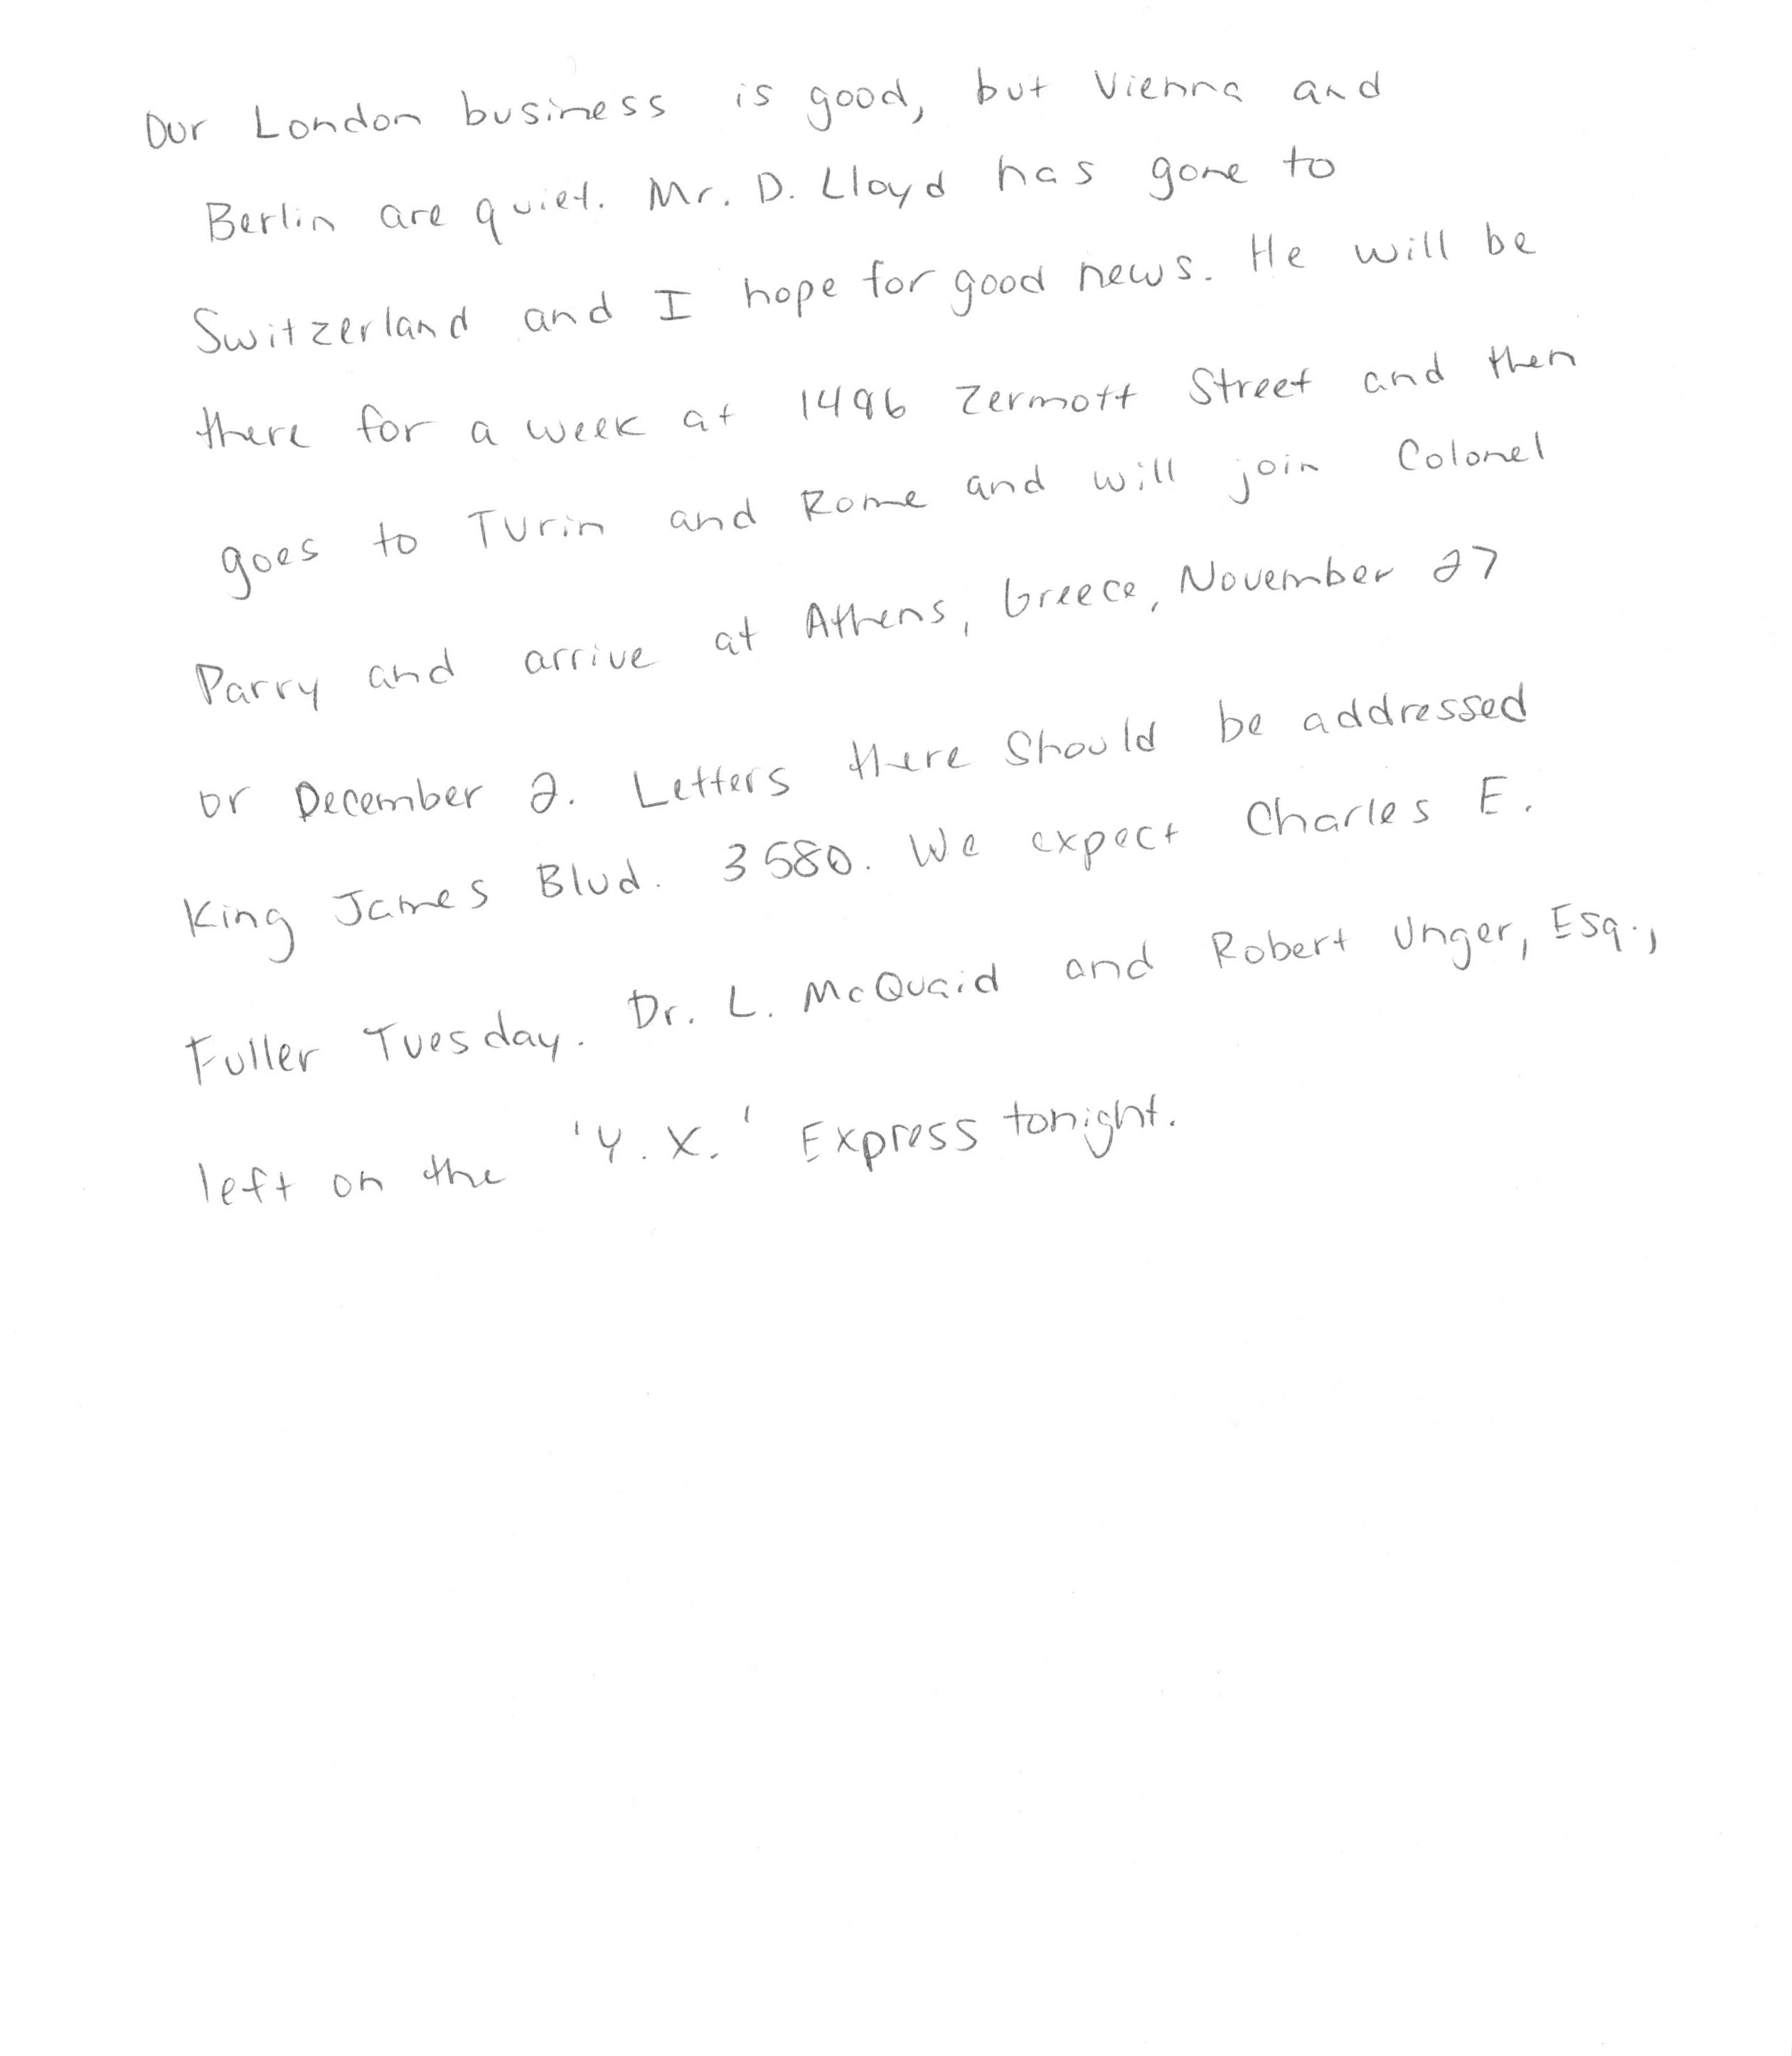 Our London business is good, but Vienna and
Berlin are quiet. Mr. D. Lloyd has gone to
Switzerland and I hope for good news. He will be
there for a week at 1496 Zermott Street and then
goes to Turin and Rome and will join Colonel
Parry and arrive at Athens, Greece, November 27
or December 2. Letters there should be addressed
King James Blvd. 3580. We expect Charles E.
Fuller Tuesday. Dr. L. McQuaid and Robert Unger, Esq.,
left on the 'Y. X.' Express tonight.